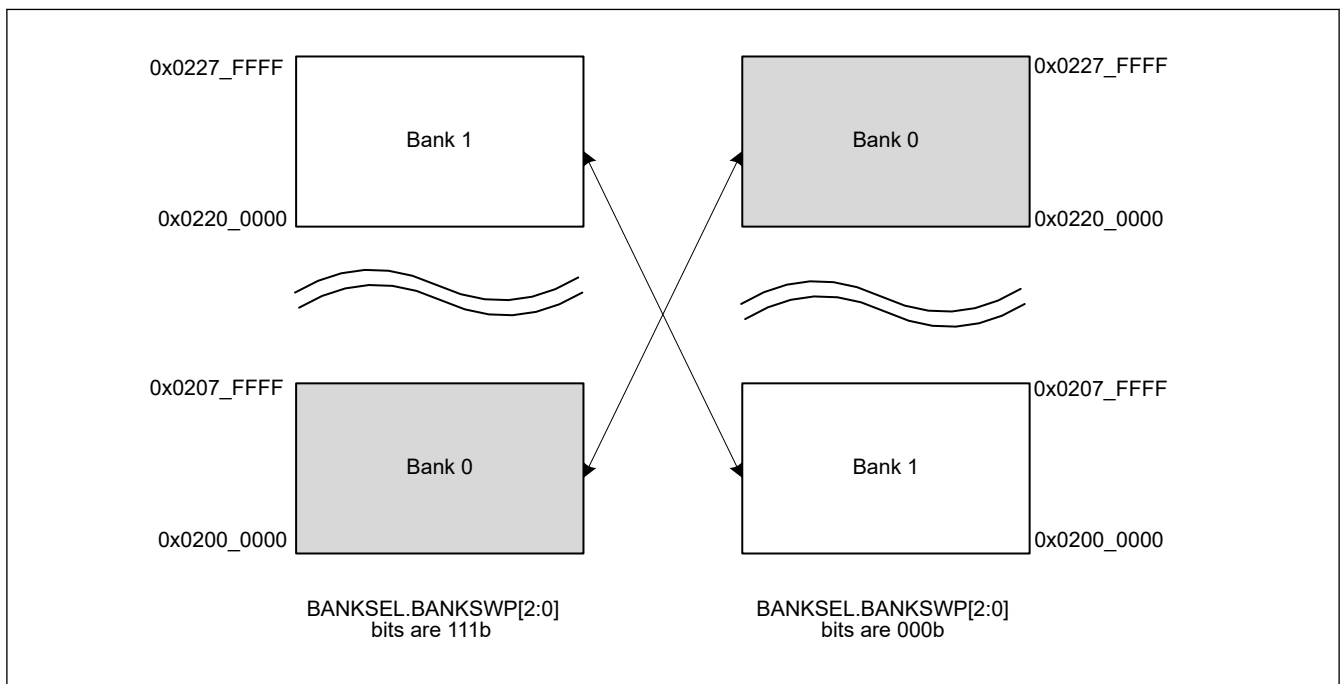 0x0227_FFFF
Bank 1
0x0220_0000
0x0207_FFFF
Bank 0
0x0200_0000
BANKSEL.BANKSWP[2:0]
bits are 111b
0x0227_FFFF
Bank 0
0x0220_0000
0x0207_FFFF
Bank 1
0x0200_0000
BANKSEL.BANKSWP[2:0]
bits are 000b